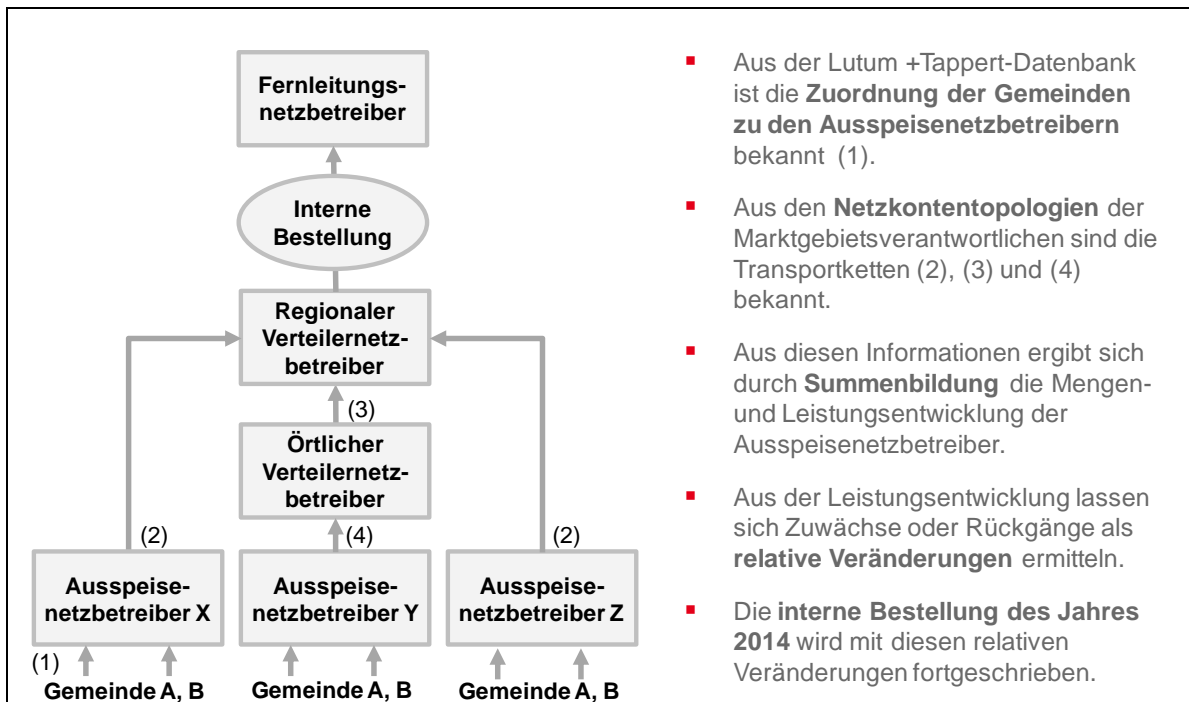 Fernleitungs-
netzbetreiber
Interne
Bestellung
Regionaler
Verteilernetz-
betreiber
(3)
Örtlicher
Verteilernetz-
betreiber
(2)
(4)
(2)
Ausspeise-
netzbetreiber X
Ausspeise-
netzbetreiber Y
Ausspeise-
netzbetreiber Z
(1)
Gemeinde A, B
Gemeinde A, B
Gemeinde A, B
▪ Aus der Lutum +Tappert-Datenbank
ist die Zuordnung der Gemeinden
zu den Ausspeisenetzbetreibern
bekannt (1).
▪ Aus den Netzkontentopologien der
Marktgebietsverantwortlichen sind die
Transportketten (2), (3) und (4)
bekannt.
▪ Aus diesen Informationen ergibt sich
durch Summenbildung die Mengen-
und Leistungsentwicklung der
Ausspeisenetzbetreiber.
▪ Aus der Leistungsentwicklung lassen
sich Zuwächse oder Rückgänge als
relative Veränderungen ermitteln.
▪ Die interne Bestellung des Jahres
2014 wird mit diesen relativen
Veränderungen fortgeschrieben.